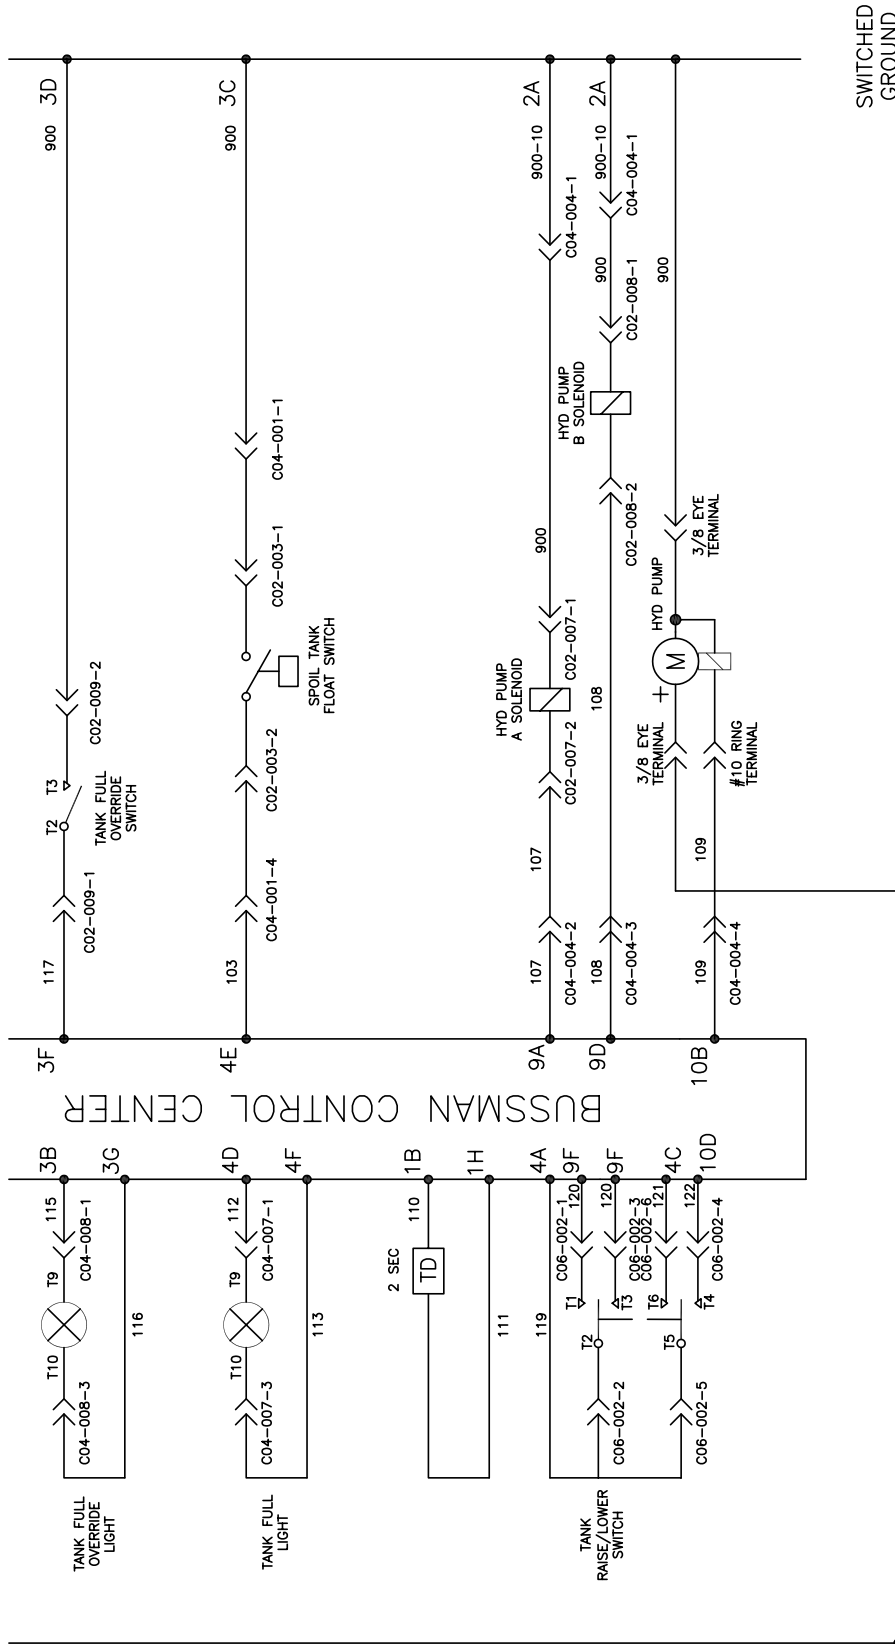 SWITCHED
GROUND
3D
900
C02-009-2
T3
T2
TANK FULL
OVERRIDE
SWITCH
C02-009-1
117
3F
3C
900
C04-001-1
C02-003-1
SPOIL TANK
FLOAT SWITCH
C02-003-2
C04-001-4
103
4E
2A
900-10
C04-004-1
900
C02-007-1
HYD PUMP
A SOLENOID
C02-007-2
107
107
C04-004-2
9A
2A
900-10
C04-004-1
900
C02-008-1
HYD PUMP
B SOLENOID
C02-008-2
108
108
C04-004-3
9D
900
3/8 EYE
TERMINAL
HYD PUMP
M
+
3/8 EYE
TERMINAL
#10 RING
TERMINAL
109
109
C04-004-4
10B
BUSSMAN CONTROL CENTER
3B
115
C04-008-1
T9
T10
C04-008-3
3G
116
TANK FULL
OVERRIDE
LIGHT
4D
112
C04-007-1
T9
T10
C04-007-3
4F
113
TANK FULL
LIGHT
1B
110
2 SEC
TD
1H
111
4A
119
9F
120
C06-002-1
T1
9F
120
C06-002-3
T3
T2
C06-002-2
4C
121
C06-002-6
T6
10D
122
C06-002-4
T4
T5
C06-002-5
TANK
RAISE/LOWER
SWITCH